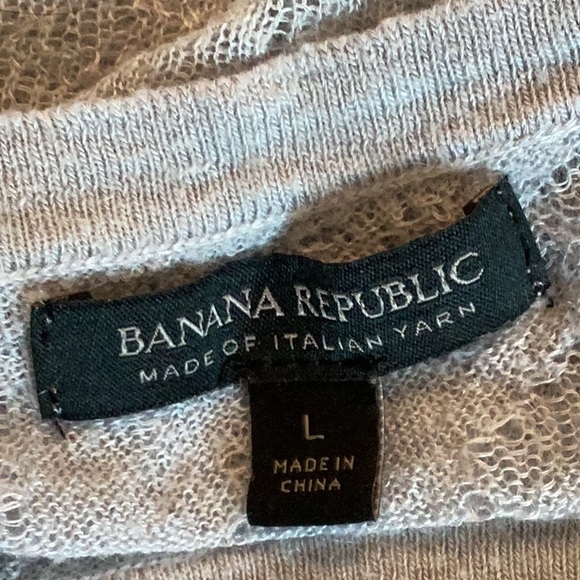 BANANA REPUBLIC
MADE OF ITALIAN YARN
L
MADE IN
CHINA